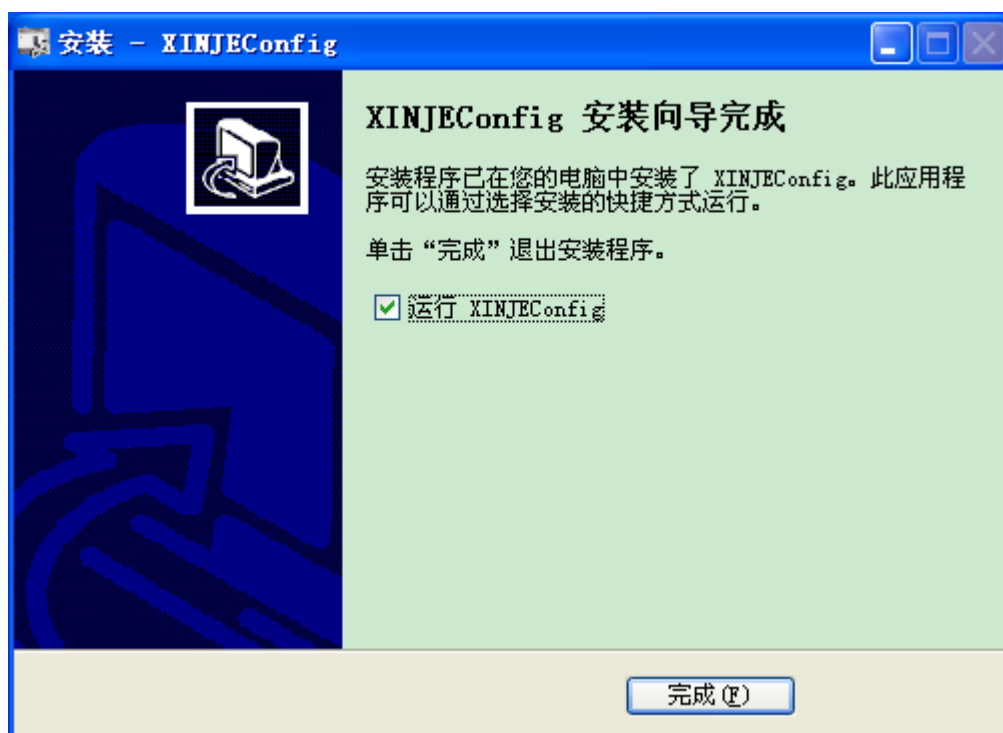 安装 - XINJEConfig
XINJEConfig 安装向导完成
安装程序已在您的电脑中安装了 XINJEConfig。此应用程
序可以通过选择安装的快捷方式运行。
单击“完成”退出安装程序。
运行 XINJEConfig
完成(F)